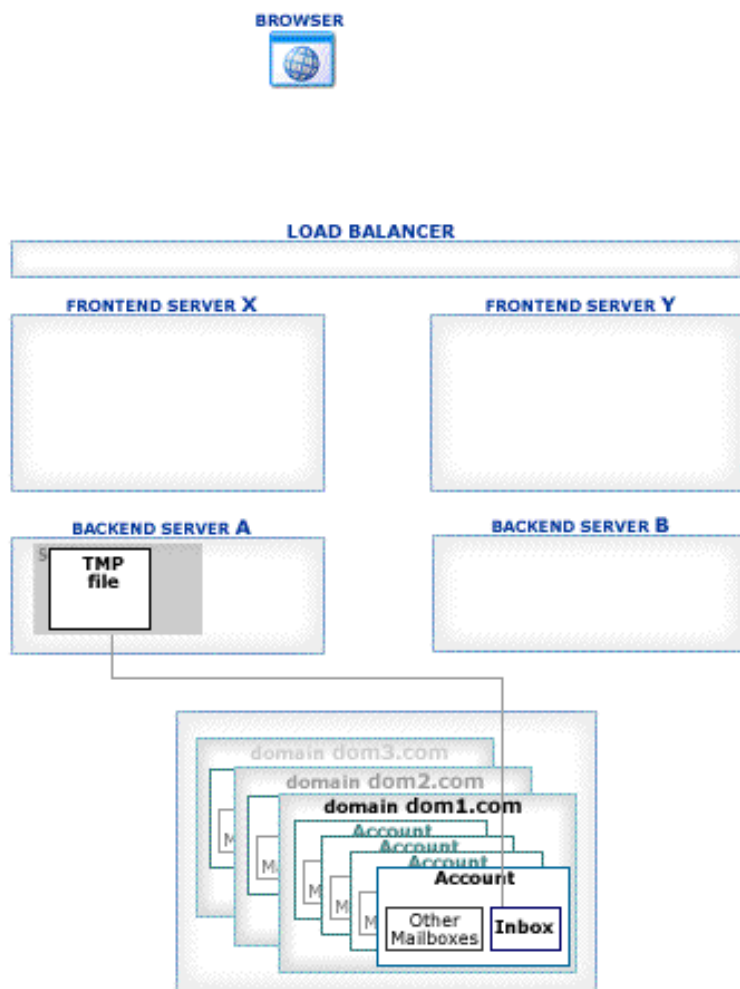 BROWSER
LOAD BALANCER
FRONTEND SERVER X
FRONTEND SERVER Y
BACKEND SERVER A
BACKEND SERVER B
S
TMP
file
domain dom3.com
domain dom2.com
domain dom1.com
Account
Account
Account
Account
M
Ma
M
M
M
Other
Mailboxes
Inbox